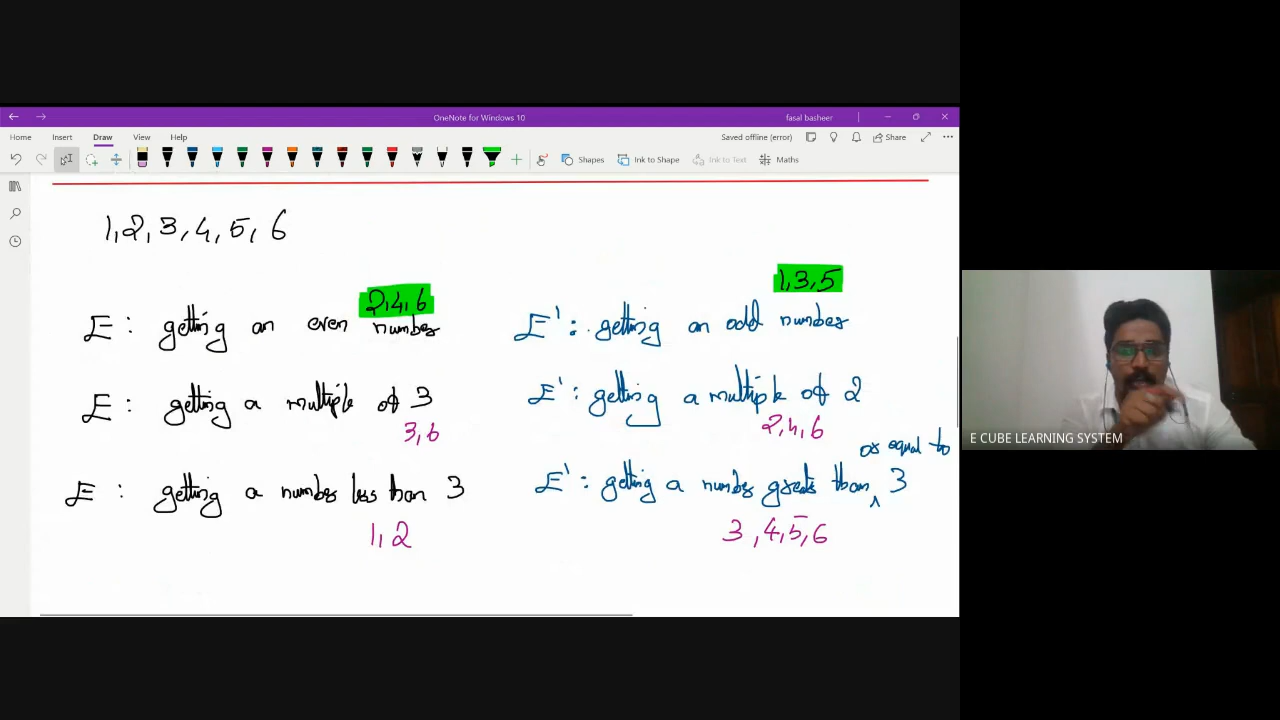 OneNote for Windows 10
fasal basheer
Home Insert Draw View Help
Saved offline (error)
Share
Shapes
Ink to Shape
Ink to Text
Maths
1, 2, 3, 4, 5, 6
2, 4, 6
E : getting an even number
E : getting a multiple of 3
3, 6
E : getting a number less than 3
1, 2
1, 3, 5
E' : getting an odd number
E' : getting a multiple of 2
2, 4, 6
or equal to
E' : getting a number greater than ^ 3
3, 4, 5, 6
E CUBE LEARNING SYSTEM